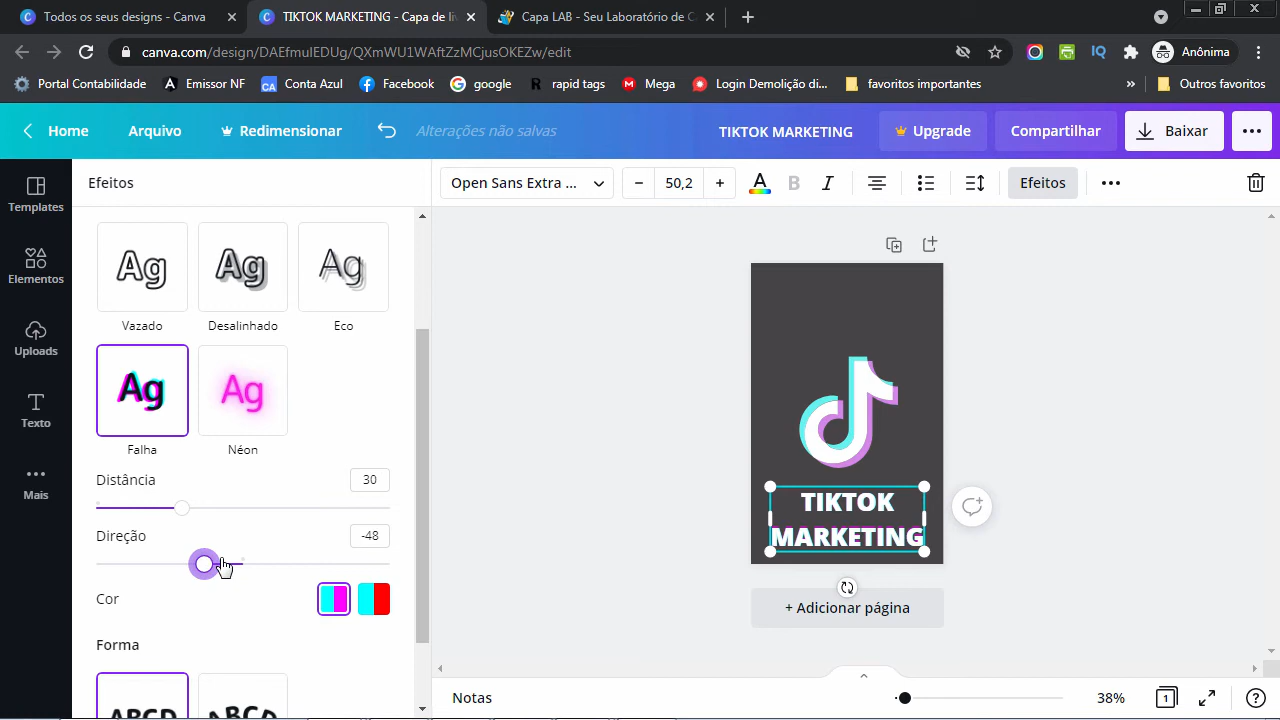 Todos os seus designs - Canva
TIKTOK MARKETING - Capa de li
Capa LAB - Seu Laboratório de C
canva.com/design/DAEfmuIEDUg/QXmWU1WAftZzMCjusOKEZw/edit
Anônima
Portal Contabilidade
Emissor NF
Conta Azul
Facebook
google
rapid tags
Mega
Login Demolição di...
favoritos importantes
»
Outros favoritos
Home
Arquivo
Redimensionar
Alterações não salvas
TIKTOK MARKETING
Upgrade
Compartilhar
Baixar
Templates
Elementos
Uploads
Texto
Mais
Efeitos
Open Sans Extra ...
50,2
A
B
I
Efeitos
Ag
Vazado
Ag
Desalinhado
Ag
Eco
Ag
Falha
Ag
Néon
Distância
30
Direção
-48
Cor
Forma
ABCD
ABCD
TIKTOK
MARKETING
+ Adicionar página
Notas
38%
1